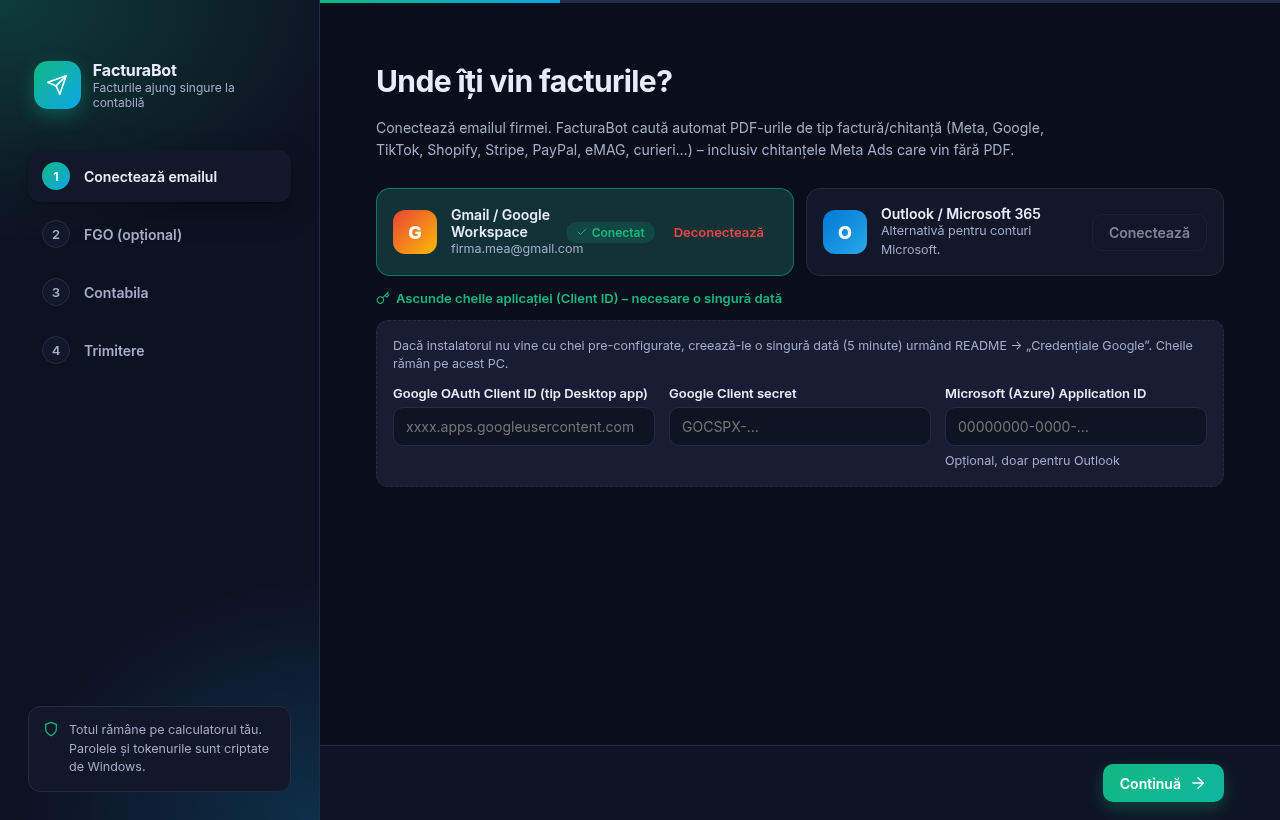 FacturaBot
Facturile ajung singure la
contabilă
1 Conectează emailul
2 FGO (opțional)
3 Contabila
4 Trimitere
Totul rămâne pe calculatorul tău.
Parolele și tokenurile sunt criptate
de Windows.
Unde îți vin facturile?
Conectează emailul firmei. FacturaBot caută automat PDF-urile de tip factură/chitanță (Meta, Google,
TikTok, Shopify, Stripe, PayPal, eMAG, curieri...) – inclusiv chitanțele Meta Ads care vin fără PDF.
G
Gmail / Google
Workspace
firma.mea@gmail.com
Conectat
Deconectează
O
Outlook / Microsoft 365
Alternativă pentru conturi
Microsoft.
Conectează
Ascunde cheile aplicației (Client ID) – necesare o singură dată
Dacă instalatorul nu vine cu chei pre-configurate, creează-le o singură dată (5 minute) urmând README → „Credențiale Google”. Cheile
rămân pe acest PC.
Google OAuth Client ID (tip Desktop app)
xxxx.apps.googleusercontent.com
Google Client secret
GOCSPX-...
Microsoft (Azure) Application ID
00000000-0000-...
Opțional, doar pentru Outlook
Continuă →